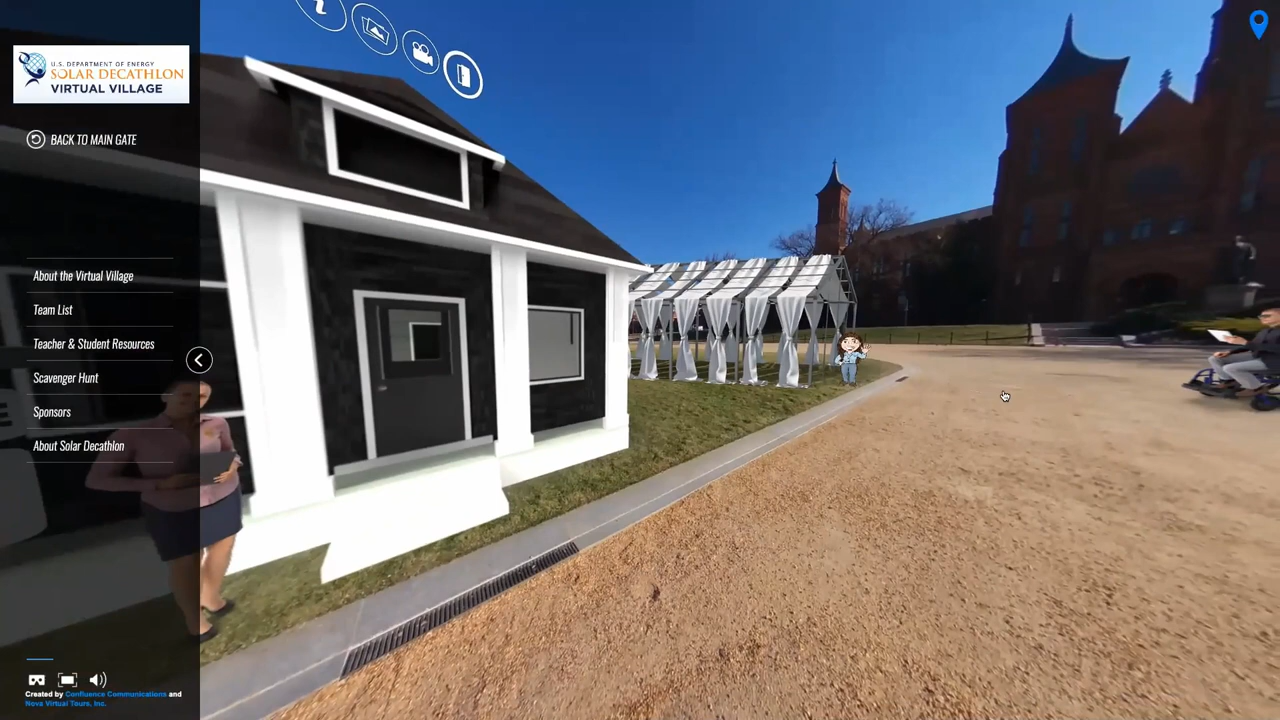 U.S. DEPARTMENT OF ENERGY
SOLAR DECATHLON
VIRTUAL VILLAGE
BACK TO MAIN GATE
About the Virtual Village
Team List
Teacher & Student Resources
Scavenger Hunt
Sponsors
About Solar Decathlon
Created by Confluence Communications and
Nova Virtual Tours, Inc.